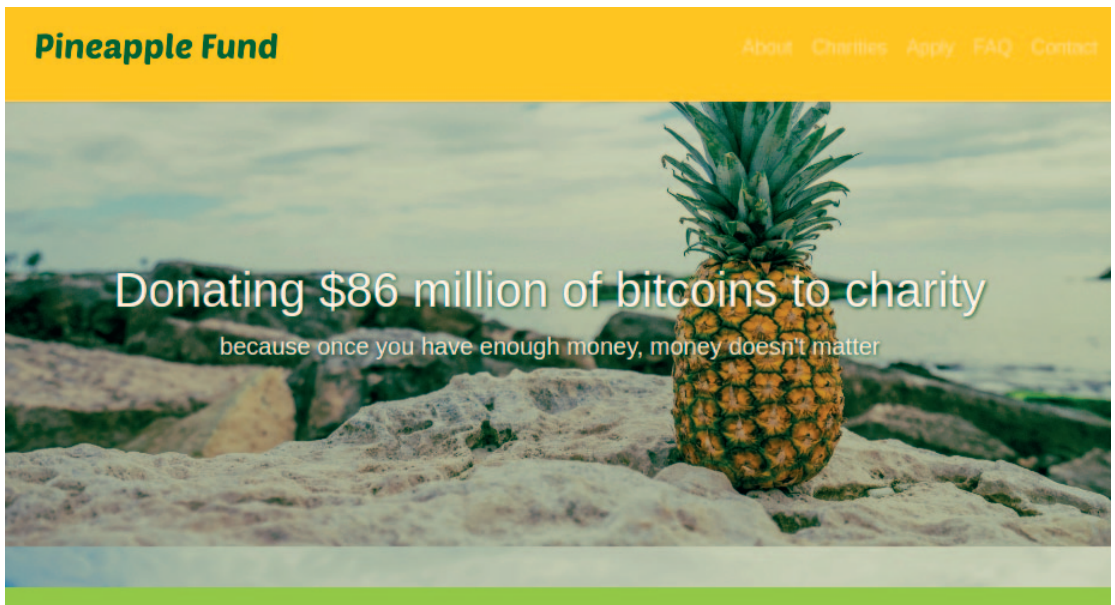 Pineapple Fund
About Charities Apply FAQ Contact
Donating $86 million of bitcoins to charity
because once you have enough money, money doesn't matter